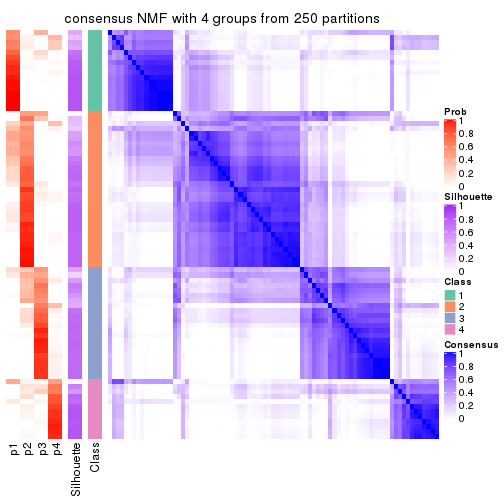 consensus NMF with 4 groups from 250 partitions
Prob
1
0.8
0.6
0.4
0.2
0
Silhouette
1
0.8
0.6
0.4
0.2
0
Class
1
2
3
4
Consensus
1
0.8
0.6
0.4
0.2
0
p1
p2
p3
p4
Silhouette
Class